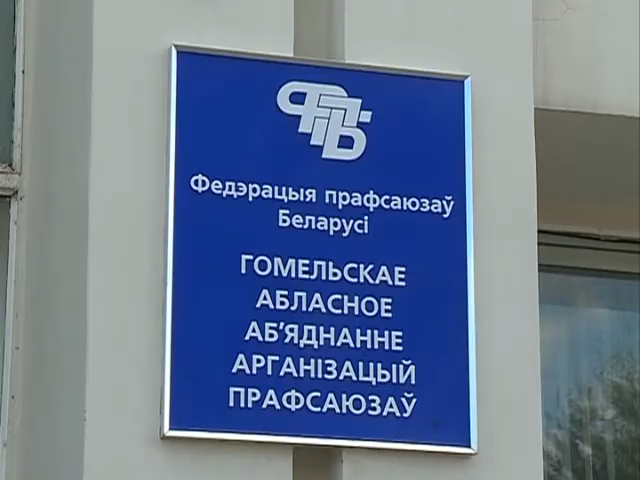 ФПБ
Федэрацыя прафсаюзаў
Беларусі
ГОМЕЛЬСКАЕ
АБЛАСНОЕ
АБ’ЯДНАННЕ
АРГАНІЗАЦЫЙ
ПРАФСАЮЗАЎ